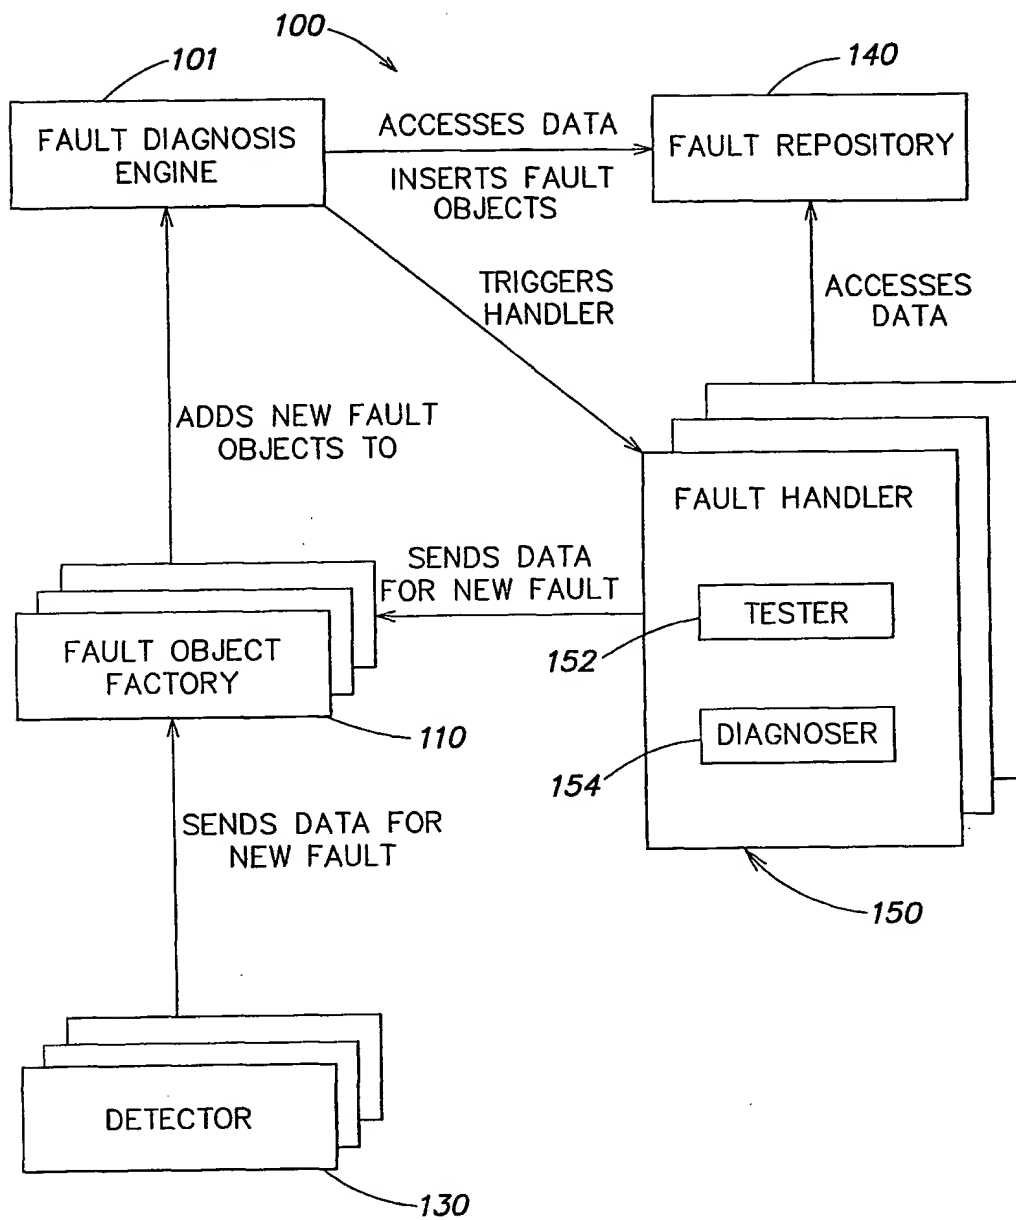 100
101
140
FAULT DIAGNOSIS
ENGINE
ACCESSES DATA
INSERTS FAULT
OBJECTS
FAULT REPOSITORY
TRIGGERS
HANDLER
ACCESSES
DATA
ADDS NEW FAULT
OBJECTS TO
FAULT HANDLER
SENDS DATA
FOR NEW FAULT
TESTER
152
FAULT OBJECT
FACTORY
110
DIAGNOSER
154
SENDS DATA FOR
NEW FAULT
150
DETECTOR
130